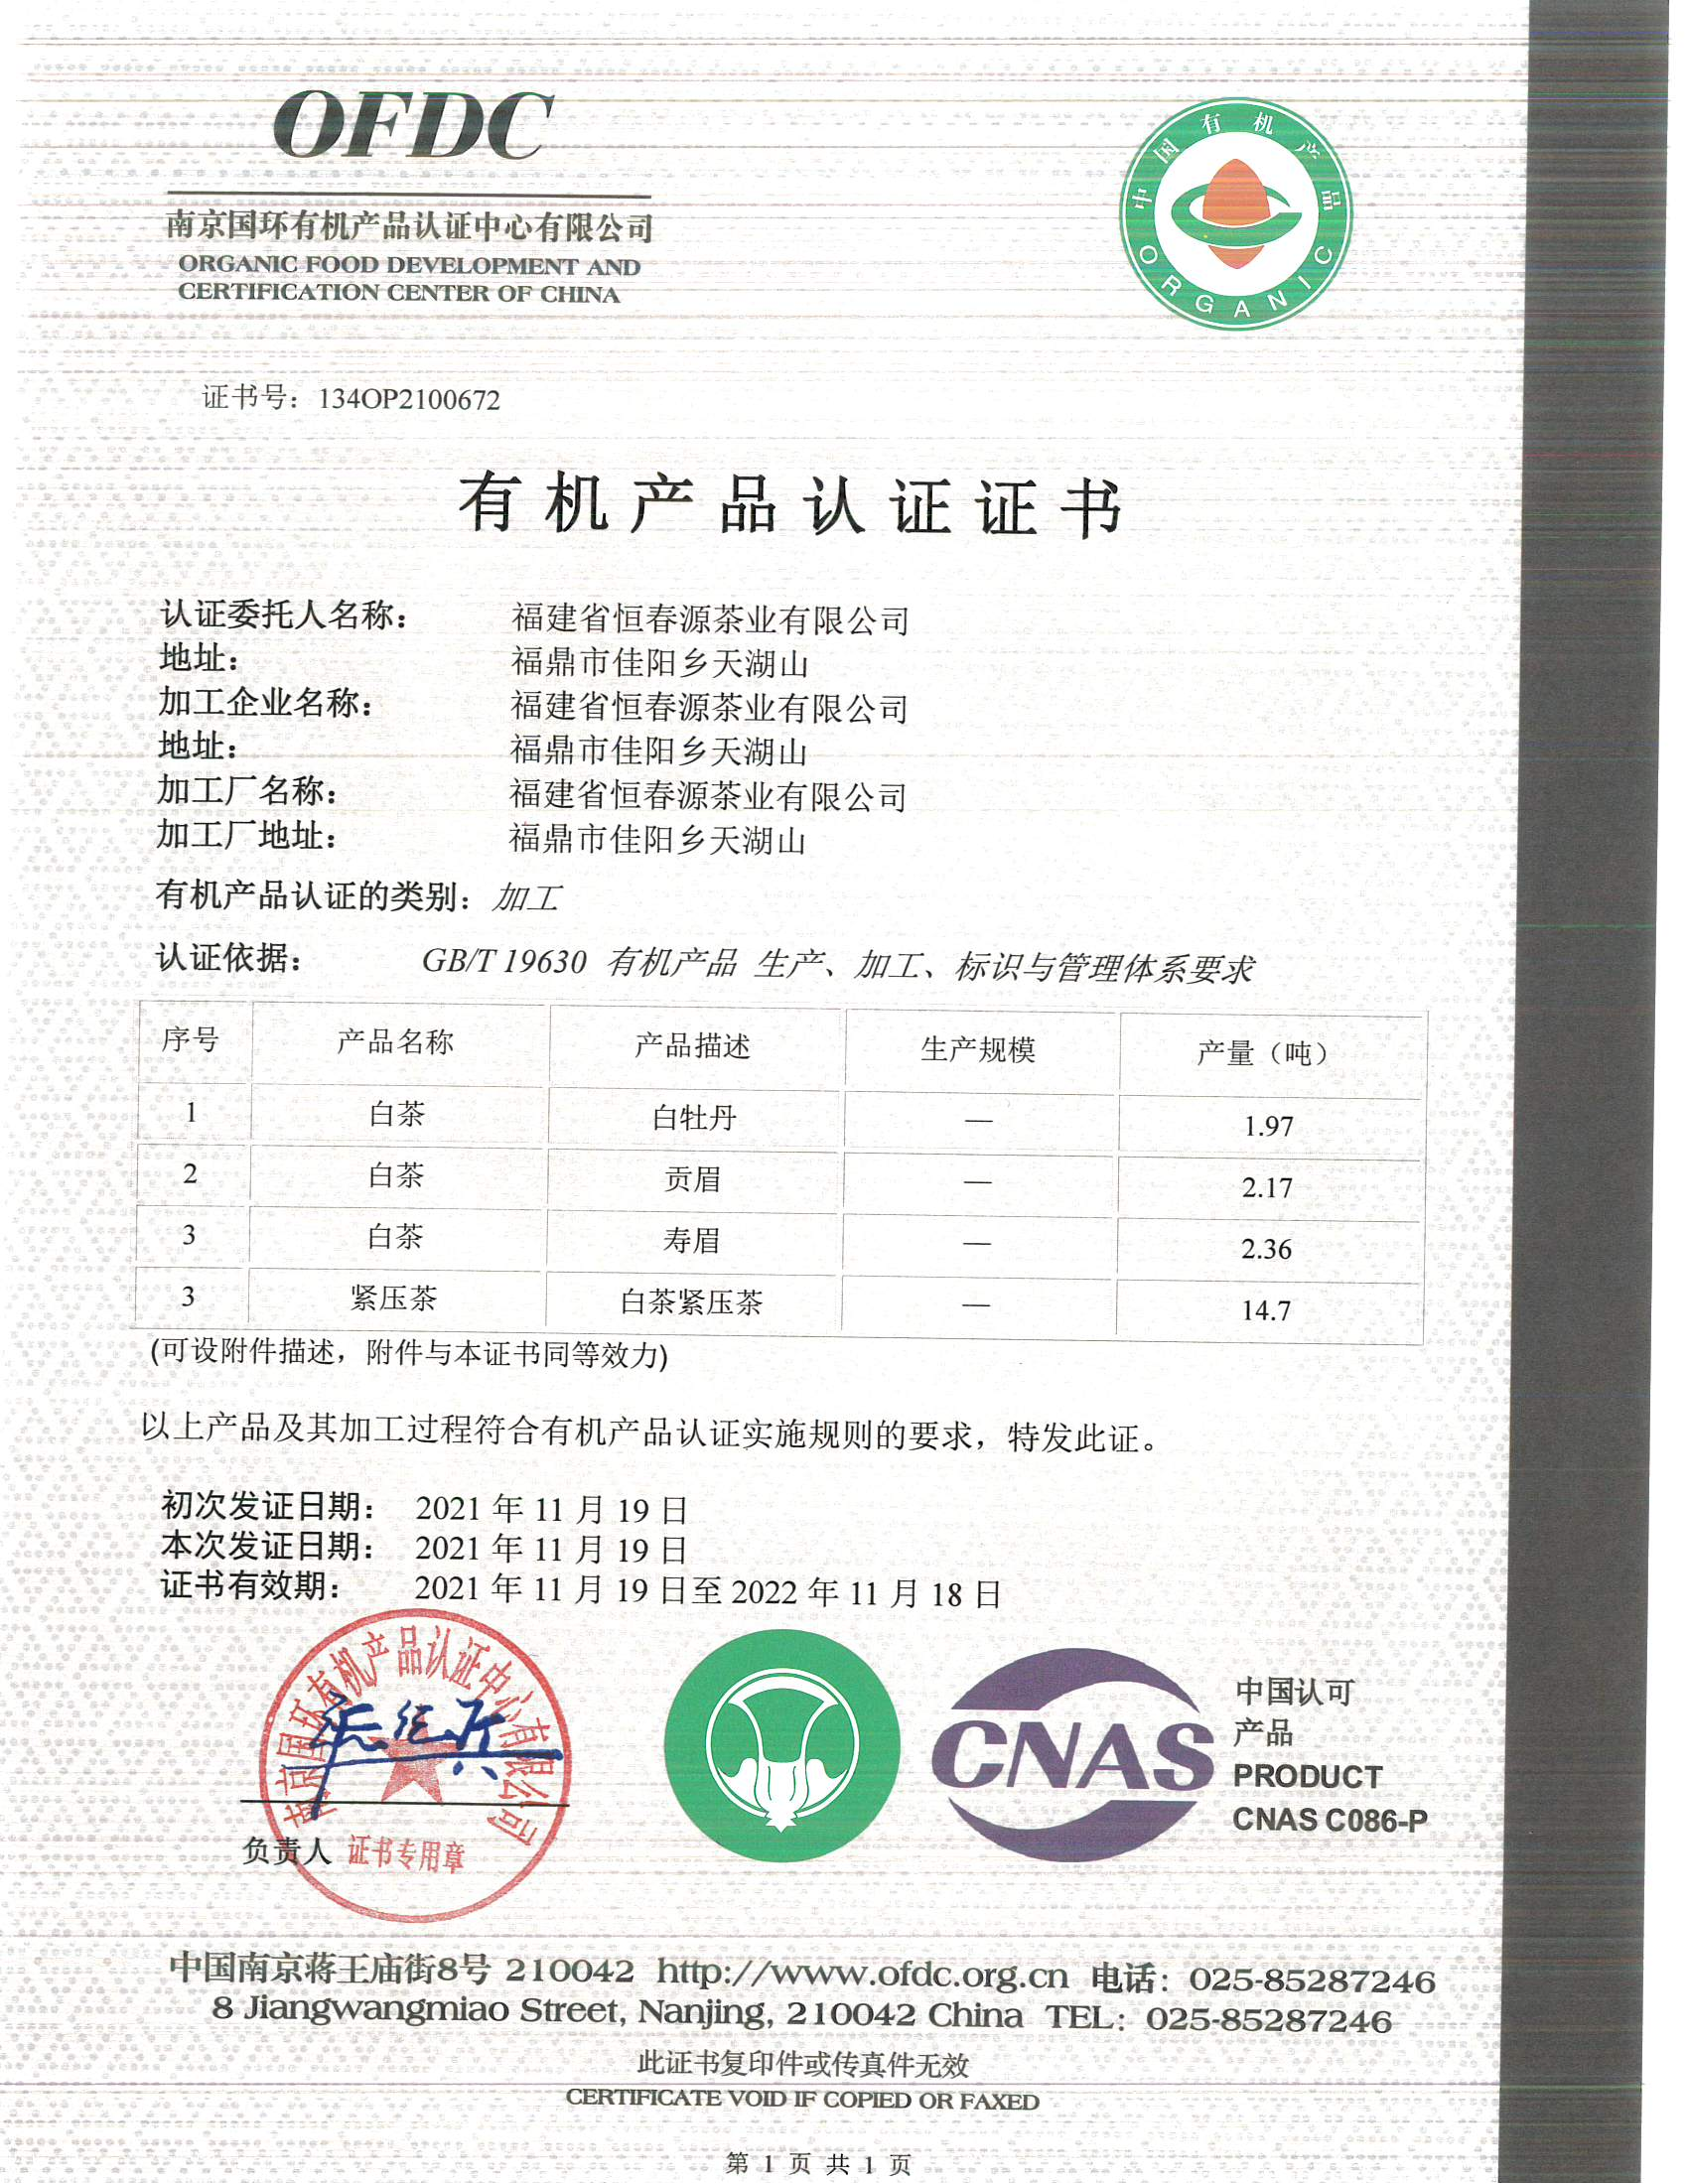 OFDC
南京国环有机产品认证中心有限公司
ORGANIC FOOD DEVELOPMENT AND
CERTIFICATION CENTER OF CHINA
中国有机产品
ORGANIC
证书号：134OP2100672
有机产品认证证书
认证委托人名称： 福建省恒春源茶业有限公司
地址： 福鼎市佳阳乡天湖山
加工企业名称： 福建省恒春源茶业有限公司
地址： 福鼎市佳阳乡天湖山
加工厂名称： 福建省恒春源茶业有限公司
加工厂地址： 福鼎市佳阳乡天湖山
有机产品认证的类别：加工
认证依据： GB/T 19630 有机产品 生产、加工、标识与管理体系要求
序号 产品名称 产品描述 生产规模 产量（吨）
1 白茶 白牡丹 — 1.97
2 白茶 贡眉 — 2.17
3 白茶 寿眉 — 2.36
3 紧压茶 白茶紧压茶 — 14.7
(可设附件描述，附件与本证书同等效力)
以上产品及其加工过程符合有机产品认证实施规则的要求，特发此证。
初次发证日期： 2021 年 11 月 19 日
本次发证日期： 2021 年 11 月 19 日
证书有效期： 2021 年 11 月 19 日至 2022 年 11 月 18 日
南京国环有机产品认证中心有限公司
负责人 证书专用章
CNAS
中国认可
产品
PRODUCT
CNAS C086-P
中国南京蒋王庙街8号 210042 http://www.ofdc.org.cn 电话：025-85287246
8 Jiangwangmiao Street, Nanjing, 210042 China TEL：025-85287246
此证书复印件或传真件无效
CERTIFICATE VOID IF COPIED OR FAXED
第 1 页 共 1 页